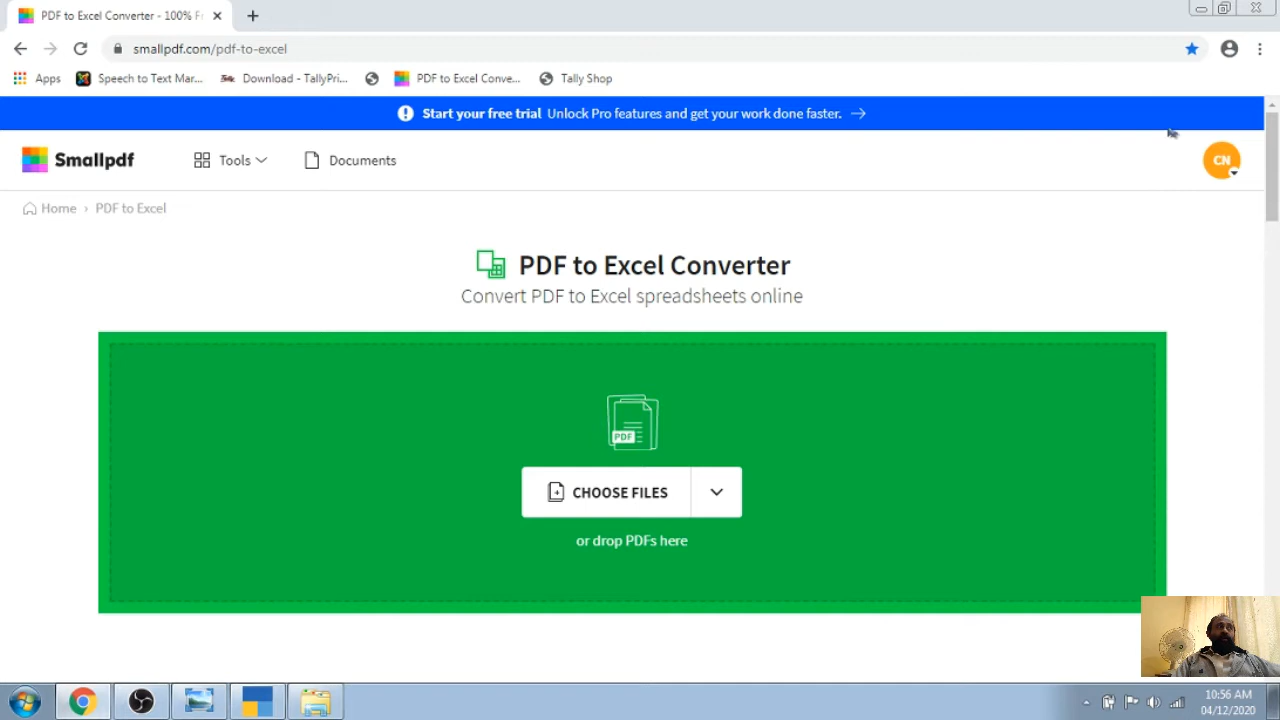 PDF to Excel Converter - 100% Fr
smallpdf.com/pdf-to-excel
Apps
Speech to Text Mar...
Download - TallyPri...
PDF to Excel Conve...
Tally Shop
Start your free trial Unlock Pro features and get your work done faster.
Smallpdf
Tools
Documents
CN
Home › PDF to Excel
PDF to Excel Converter
Convert PDF to Excel spreadsheets online
PDF
CHOOSE FILES
or drop PDFs here
10:56 AM
04/12/2020